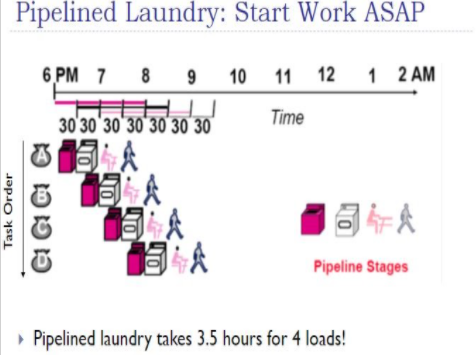 Pipelined Laundry: Start Work ASAP
6 PM 7 8 9 10 11 12 1 2 AM
30 30 30 30 30 30 30
Time
Task Order
A
B
C
D
Pipeline Stages
Pipelined laundry takes 3.5 hours for 4 loads!